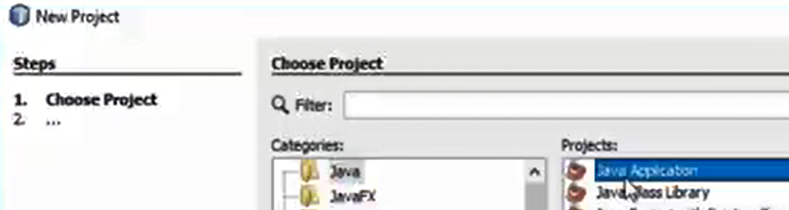 New Project
Steps
1. Choose Project
2. ...
Choose Project
Filter:
Categories:
Java
JavaFX
Projects:
Java Application
Java Class Library